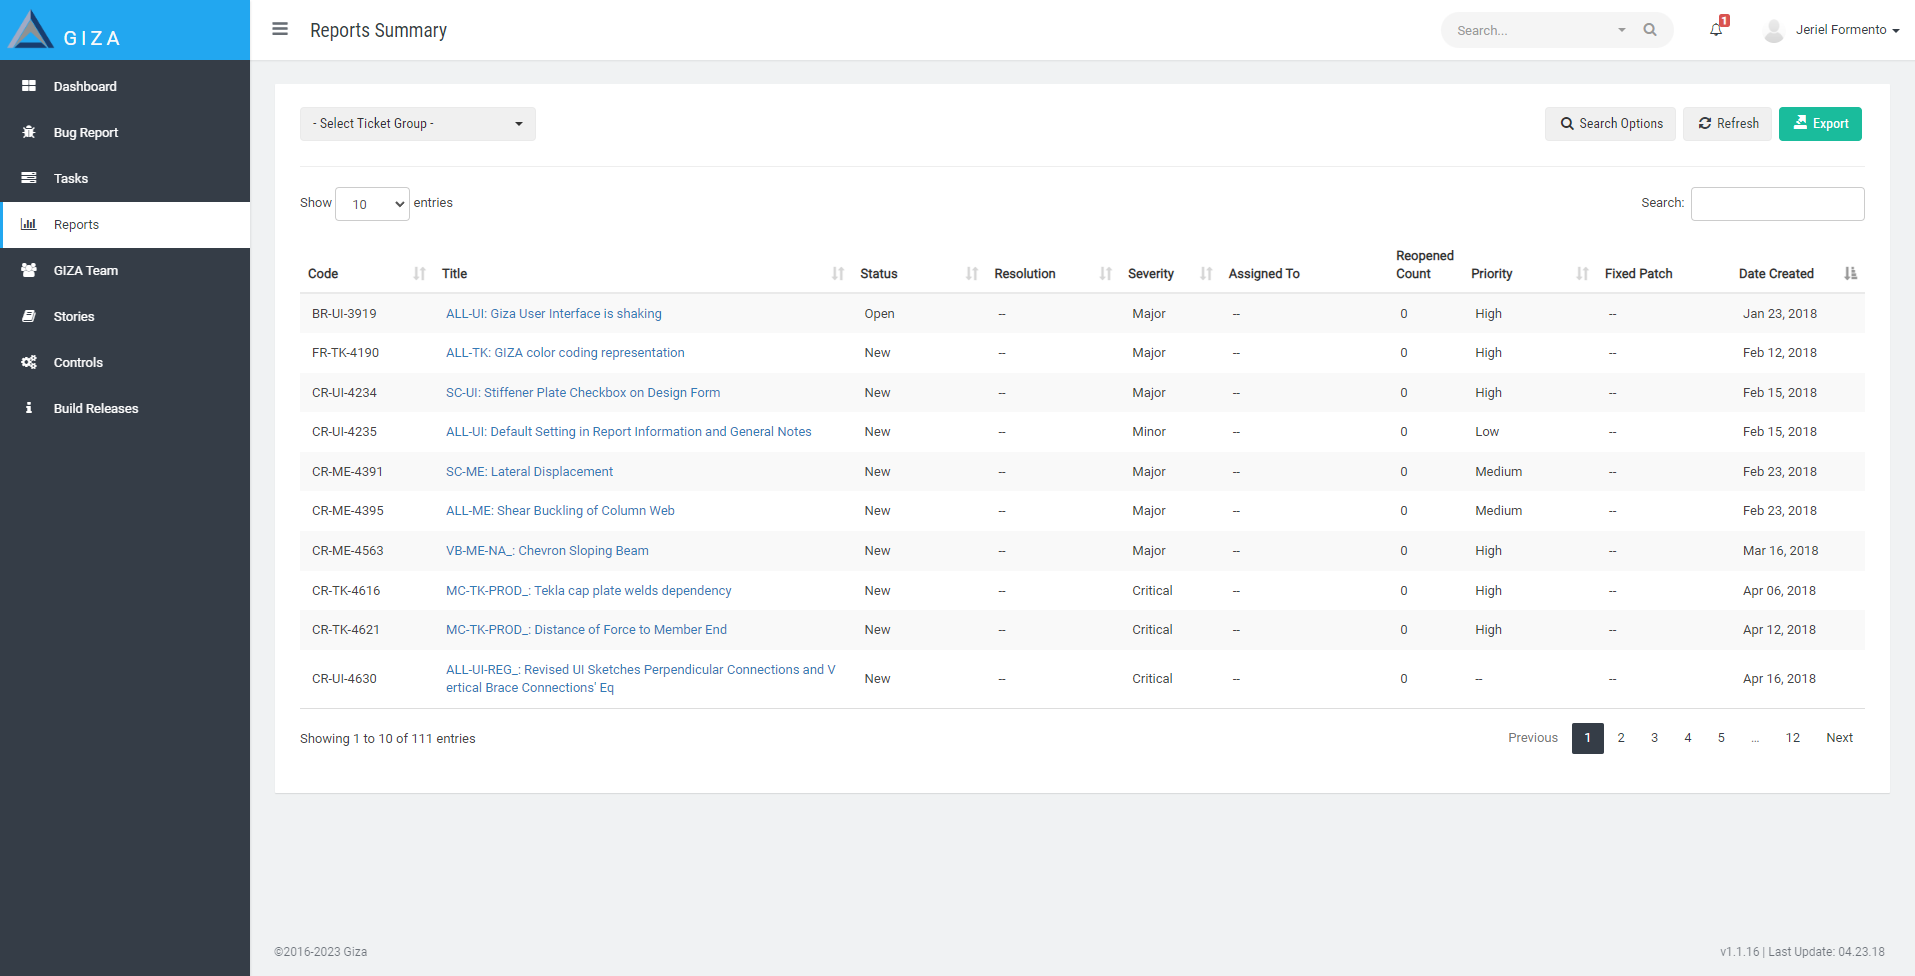 GIZA
Reports Summary
Search...
1
Jeriel Formento
Dashboard
Bug Report
Tasks
Reports
GIZA Team
Stories
Controls
Build Releases
- Select Ticket Group -
Search Options
Refresh
Export
Show 10 entries
Search:
Code Title Status Resolution Severity Assigned To Reopened Count Priority Fixed Patch Date Created
BR-UI-3919 ALL-UI: Giza User Interface is shaking Open -- Major -- 0 High -- Jan 23, 2018
FR-TK-4190 ALL-TK: GIZA color coding representation New -- Major -- 0 High -- Feb 12, 2018
CR-UI-4234 SC-UI: Stiffener Plate Checkbox on Design Form New -- Major -- 0 High -- Feb 15, 2018
CR-UI-4235 ALL-UI: Default Setting in Report Information and General Notes New -- Minor -- 0 Low -- Feb 15, 2018
CR-ME-4391 SC-ME: Lateral Displacement New -- Major -- 0 Medium -- Feb 23, 2018
CR-ME-4395 ALL-ME: Shear Buckling of Column Web New -- Major -- 0 Medium -- Feb 23, 2018
CR-ME-4563 VB-ME-NA_: Chevron Sloping Beam New -- Major -- 0 High -- Mar 16, 2018
CR-TK-4616 MC-TK-PROD_: Tekla cap plate welds dependency New -- Critical -- 0 High -- Apr 06, 2018
CR-TK-4621 MC-TK-PROD_: Distance of Force to Member End New -- Critical -- 0 High -- Apr 12, 2018
CR-UI-4630 ALL-UI-REG_: Revised UI Sketches Perpendicular Connections and V
ertical Brace Connections' Eq New -- Critical -- 0 -- -- Apr 16, 2018
Showing 1 to 10 of 111 entries
Previous 1 2 3 4 5 ... 12 Next
©2016-2023 Giza
v1.1.16 | Last Update: 04.23.18